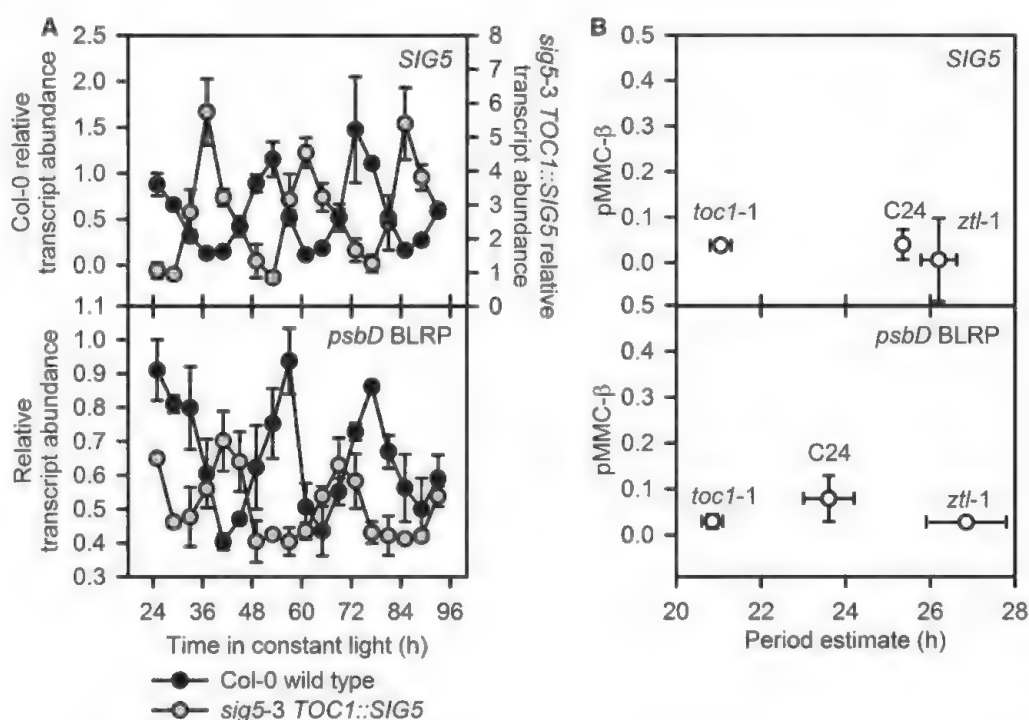 A
B
2.5
2.0
1.5
1.0
0.5
0.0
Col-0 relative
transcript abundance
SIG5
8
7
6
5
4
3
2
1
0
sig5-3 TOC1::SIG5 relative
transcript abundance
1.1
1.0
0.9
0.8
0.7
0.6
0.5
0.4
0.3
Relative
transcript abundance
psbD BLRP
24 36 48 60 72 84 96
Time in constant light (h)
Col-0 wild type
sig5-3 TOC1::SIG5
0.5
0.4
0.3
0.2
0.1
0.0
pMMC-β
SIG5
toc1-1
C24
ztl-1
0.5
0.4
0.3
0.2
0.1
0.0
pMMC-β
psbD BLRP
toc1-1
C24
ztl-1
20 22 24 26 28
Period estimate (h)